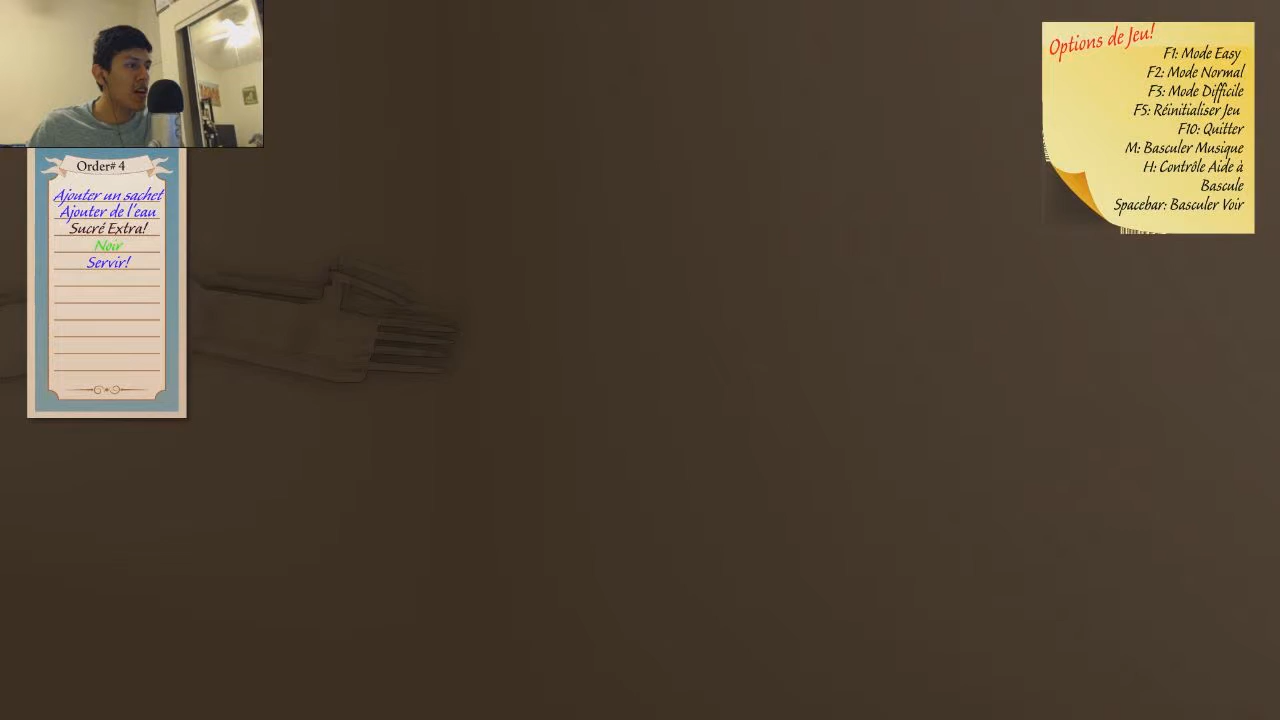 Order# 4
Ajouter un sachet
Ajouter de l'eau
Sucré Extra!
Noir
Servir!
Options de Jeu!
F1: Mode Easy
F2: Mode Normal
F3: Mode Difficile
F5: Réinitialiser Jeu
F10: Quitter
M: Basculer Musique
H: Contrôle Aide à
Bascule
Spacebar: Basculer Voir